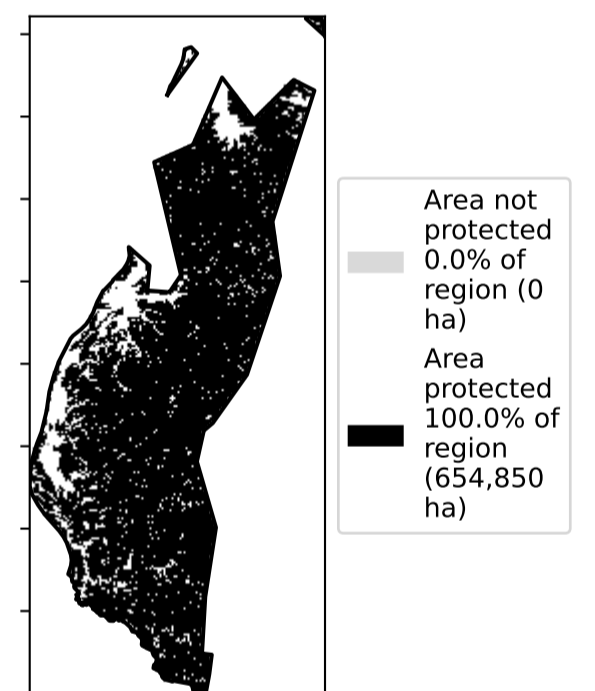 Area not
protected
0.0% of
region (0
ha)
Area
protected
100.0% of
region
(654,850
ha)